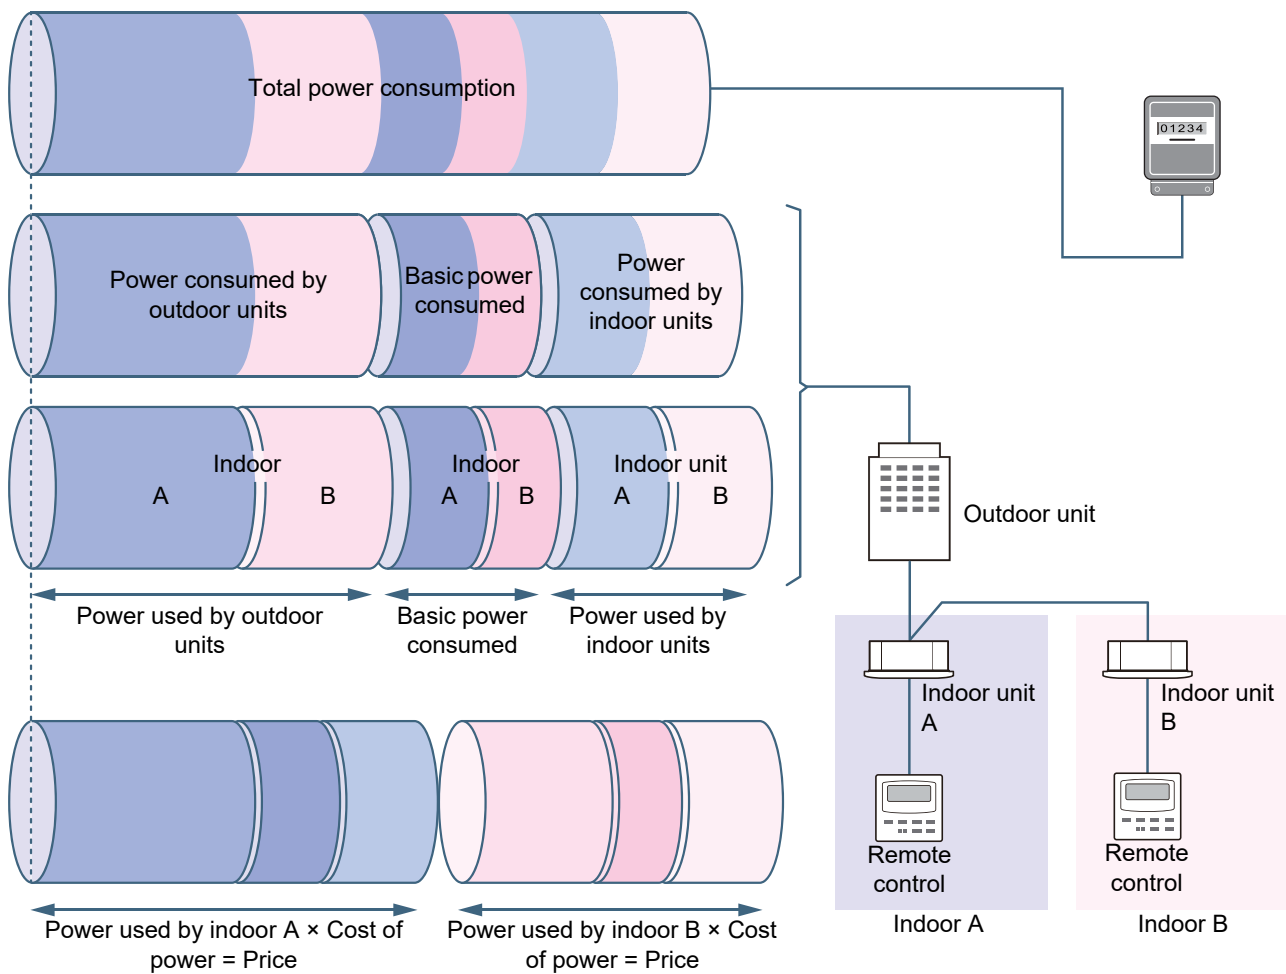 Total power consumption
01234
Power consumed by
outdoor units
Basic power
consumed
Power
consumed by
indoor units
Indoor
A
B
Indoor
A
B
Indoor unit
A
B
Power used by outdoor
units
Basic power
consumed
Power used by
indoor units
Outdoor unit
Indoor unit
A
Indoor unit
B
Remote
control
Remote
control
Indoor A
Indoor B
Power used by indoor A × Cost of
power = Price
Power used by indoor B × Cost
of power = Price